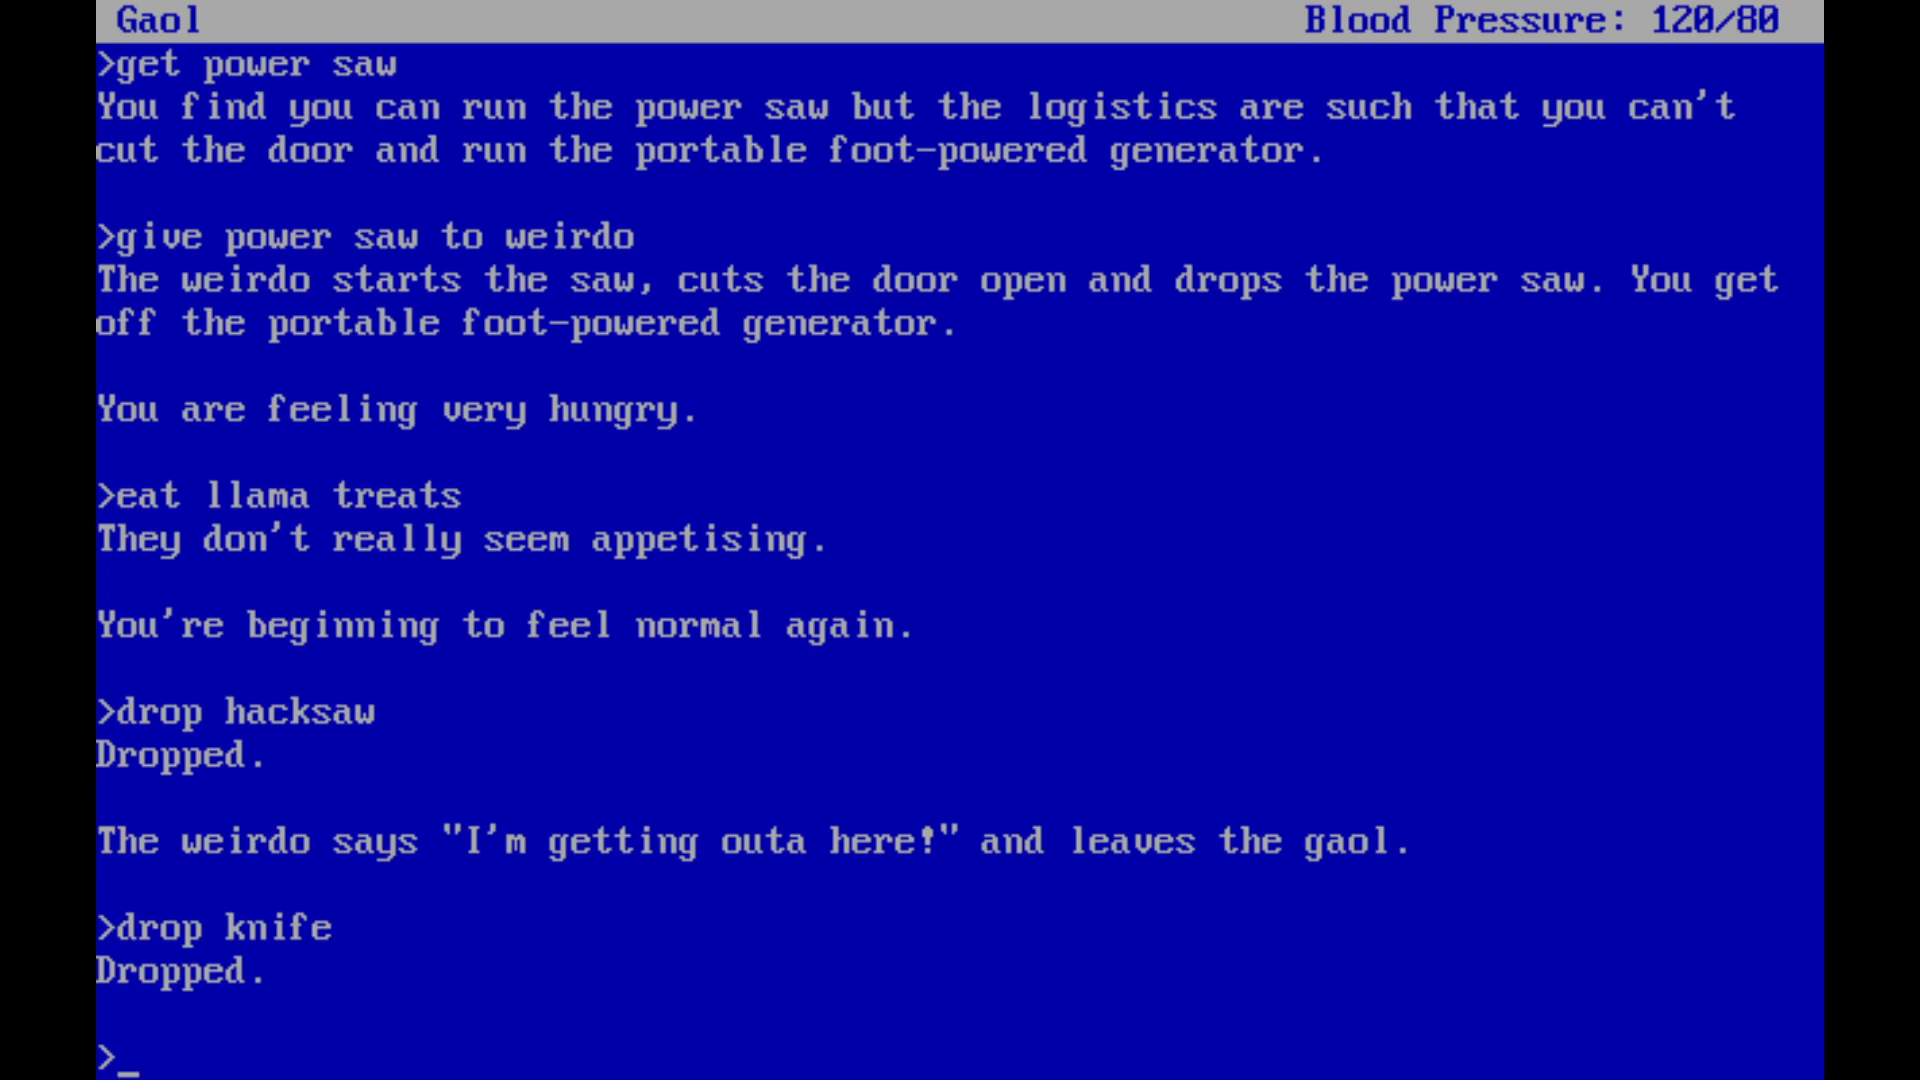 Gaol Blood Pressure: 120/80
>get power saw
You find you can run the power saw but the logistics are such that you can't
cut the door and run the portable foot-powered generator.
>give power saw to weirdo
The weirdo starts the saw, cuts the door open and drops the power saw. You get
off the portable foot-powered generator.
You are feeling very hungry.
>eat llama treats
They don't really seem appetising.
You're beginning to feel normal again.
>drop hacksaw
Dropped.
The weirdo says "I'm getting outa here!" and leaves the gaol.
>drop knife
Dropped.
>_